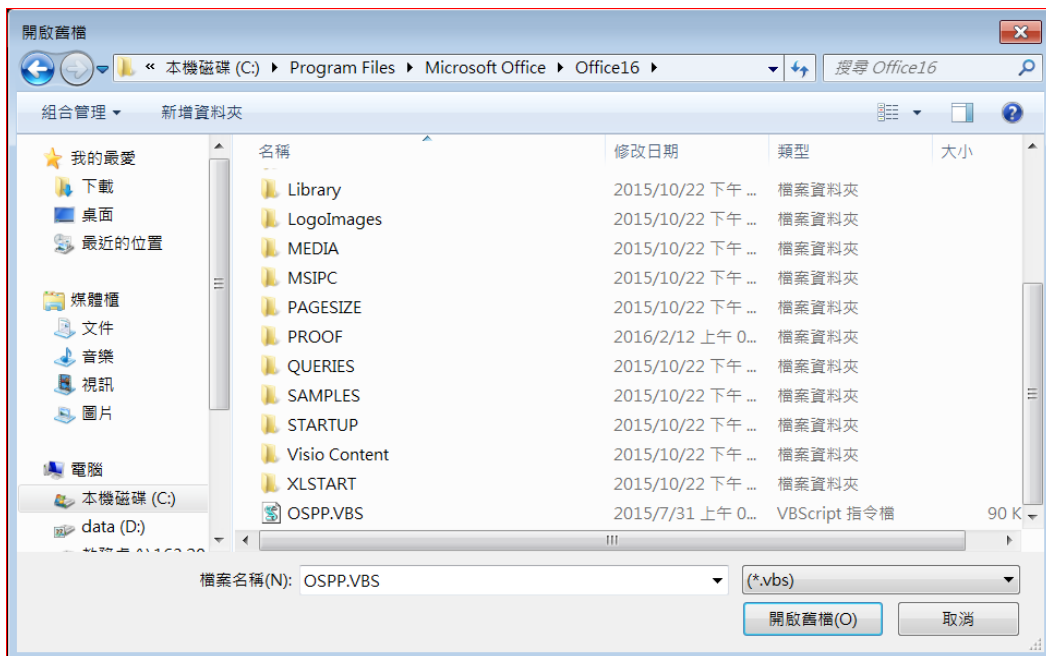 開啟舊檔
« 本機磁碟 (C:) ▸ Program Files ▸ Microsoft Office ▸ Office16 ▸ 搜尋 Office16
組合管理 新增資料夾
名稱 修改日期 類型 大小
我的最愛
下載
桌面
最近的位置
媒體櫃
文件
音樂
視訊
圖片
電腦
本機磁碟 (C:)
data (D:)
Library 2015/10/22 下午 ... 檔案資料夾
LogoImages 2015/10/22 下午 ... 檔案資料夾
MEDIA 2015/10/22 下午 ... 檔案資料夾
MSIPC 2015/10/22 下午 ... 檔案資料夾
PAGESIZE 2015/10/22 下午 ... 檔案資料夾
PROOF 2016/2/12 上午 0... 檔案資料夾
QUERIES 2015/10/22 下午 ... 檔案資料夾
SAMPLES 2015/10/22 下午 ... 檔案資料夾
STARTUP 2015/10/22 下午 ... 檔案資料夾
Visio Content 2015/10/22 下午 ... 檔案資料夾
XLSTART 2015/10/22 下午 ... 檔案資料夾
OSPP.VBS 2015/7/31 上午 0... VBScript 指令檔 90 K
檔案名稱(N): OSPP.VBS (*.vbs)
開啟舊檔(O) 取消